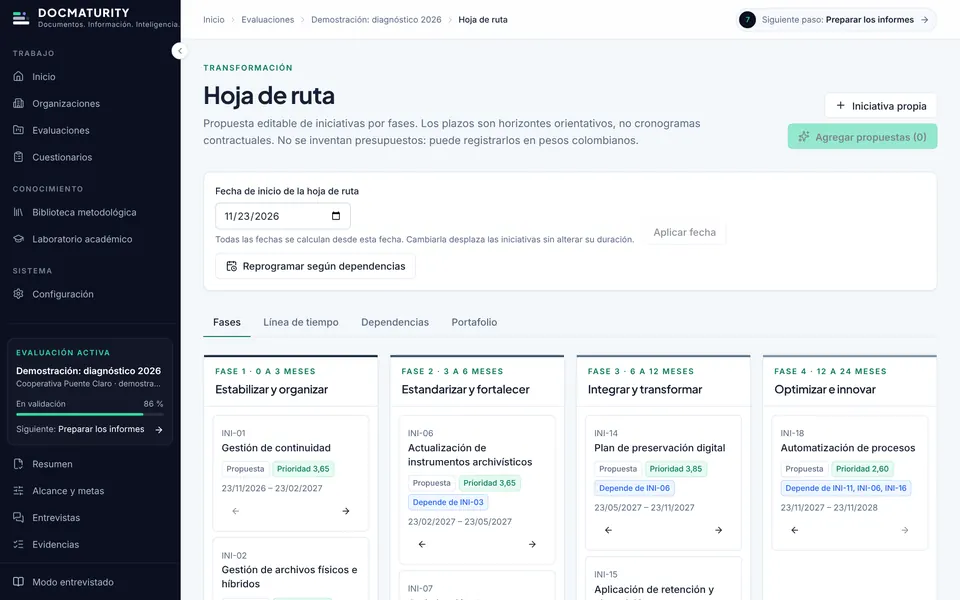 DOCMATURITY
Documentos. Información. Inteligencia.
TRABAJO
Inicio
Organizaciones
Evaluaciones
Cuestionarios
CONOCIMIENTO
Biblioteca metodológica
Laboratorio académico
SISTEMA
Configuración
EVALUACIÓN ACTIVA
Demostración: diagnóstico 2026
Cooperativa Puente Claro · demostra...
En validación 86 %
Siguiente: Preparar los informes
Resumen
Alcance y metas
Entrevistas
Evidencias
Modo entrevistado
Inicio Evaluaciones Demostración: diagnóstico 2026 Hoja de ruta
7 Siguiente paso: Preparar los informes
TRANSFORMACIÓN
Hoja de ruta
Propuesta editable de iniciativas por fases. Los plazos son horizontes orientativos, no cronogramas
contractuales. No se inventan presupuestos: puede registrarlos en pesos colombianos.
Iniciativa propia
Agregar propuestas (0)
Fecha de inicio de la hoja de ruta
11/23/2026
Todas las fechas se calculan desde esta fecha. Cambiarla desplaza las iniciativas sin alterar su duración.
Aplicar fecha
Reprogramar según dependencias
Fases Línea de tiempo Dependencias Portafolio
FASE 1 · 0 A 3 MESES
Estabilizar y organizar
INI-01
Gestión de continuidad
Propuesta Prioridad 3,65
23/11/2026 – 23/02/2027
INI-02
Gestión de archivos físicos e
híbridos
FASE 2 · 3 A 6 MESES
Estandarizar y fortalecer
INI-06
Actualización de
instrumentos archivísticos
Propuesta Prioridad 3,65
Depende de INI-03
23/02/2027 – 23/05/2027
INI-07
FASE 3 · 6 A 12 MESES
Integrar y transformar
INI-14
Plan de preservación digital
Propuesta Prioridad 3,85
Depende de INI-06
23/05/2027 – 23/11/2027
INI-15
Aplicación de retención y
FASE 4 · 12 A 24 MESES
Optimizar e innovar
INI-18
Automatización de procesos
Propuesta Prioridad 2,60
Depende de INI-11, INI-06, INI-16
23/11/2027 – 23/11/2028